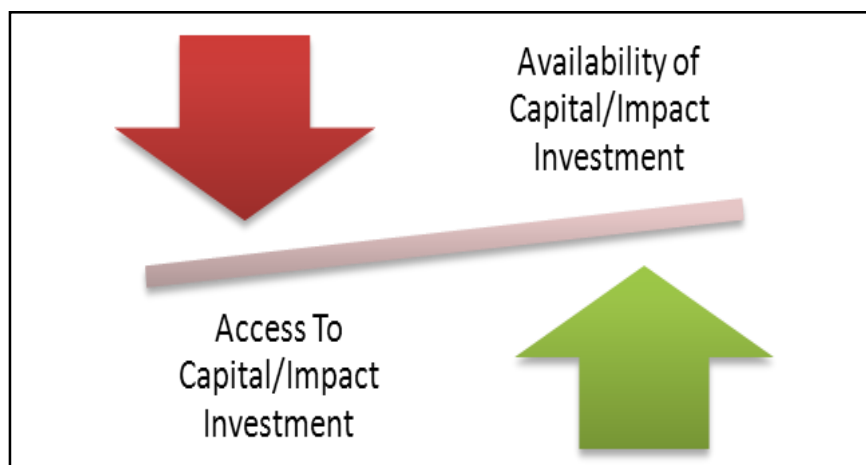 Availability of
Capital/Impact
Investment
Access To
Capital/Impact
Investment